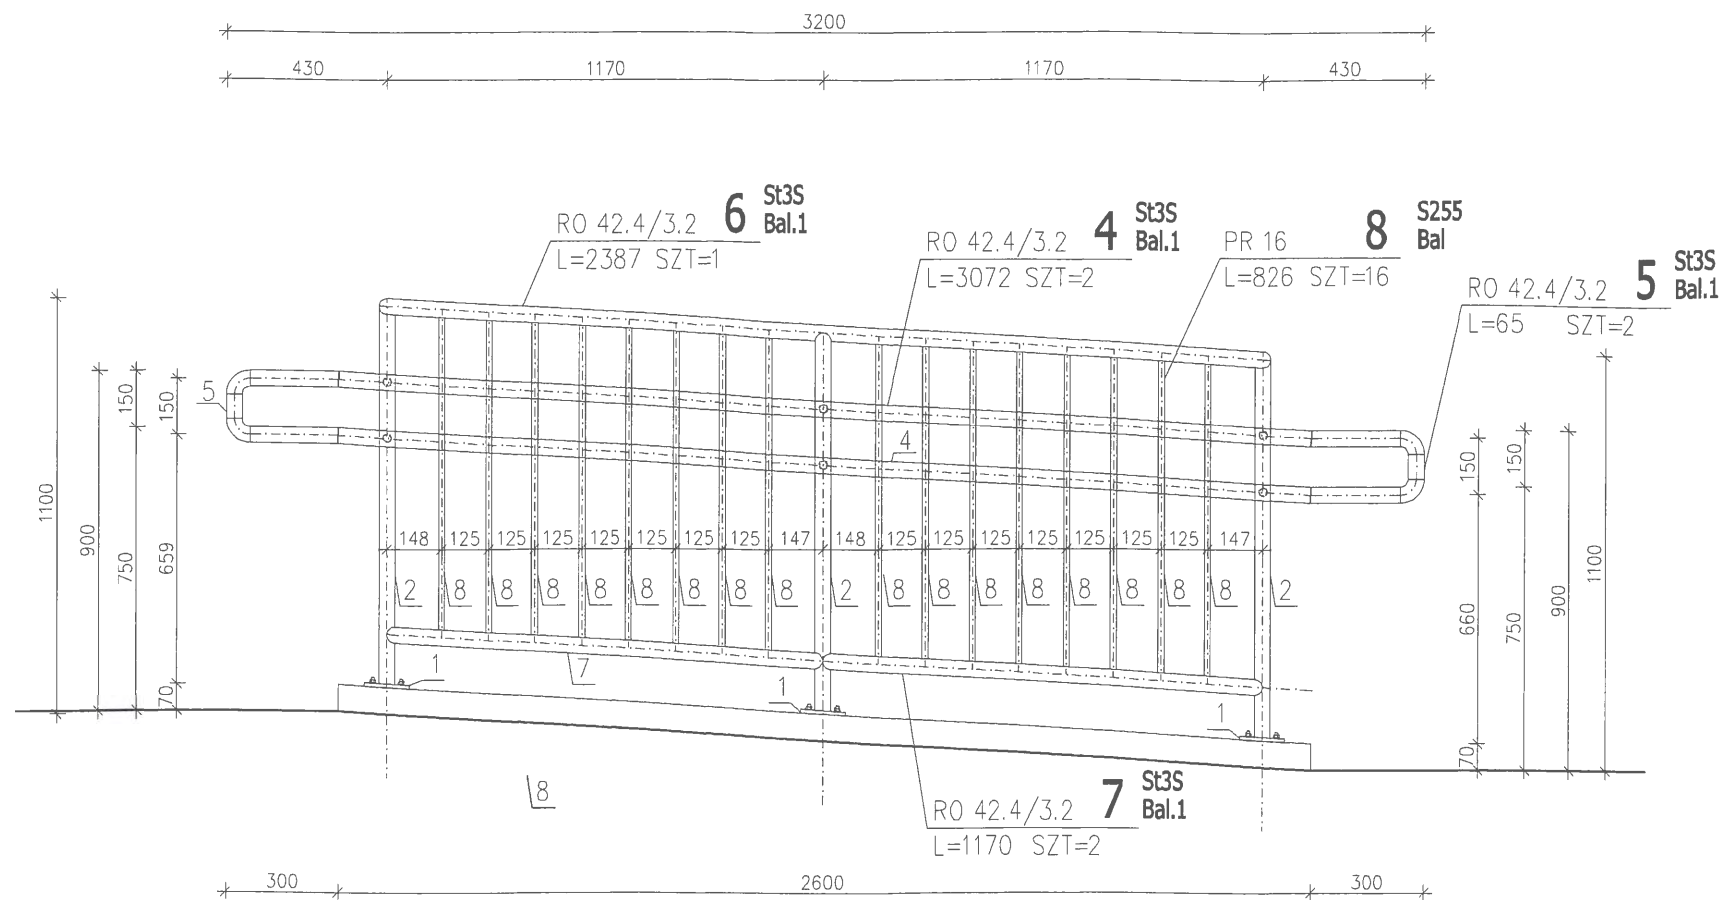 3200
430 1170 1170 430
RO 42.4/3.2 6 St3S Bal.1
L=2387 SZT=1
RO 42.4/3.2 4 St3S Bal.1
L=3072 SZT=2
PR 16 8 S255 Bal
L=826 SZT=16
RO 42.4/3.2 5 St3S Bal.1
L=65 SZT=2
5
4
1100 900 150 750 150 659 70
150 660 70 150 750 900 1100
148 125 125 125 125 125 125 125 147 148 125 125 125 125 125 125 125 147
2 8 8 8 8 8 8 8 8 2 8 8 8 8 8 8 8 8 2
1 7 1 1
8
RO 42.4/3.2 7 St3S Bal.1
L=1170 SZT=2
300 2600 300